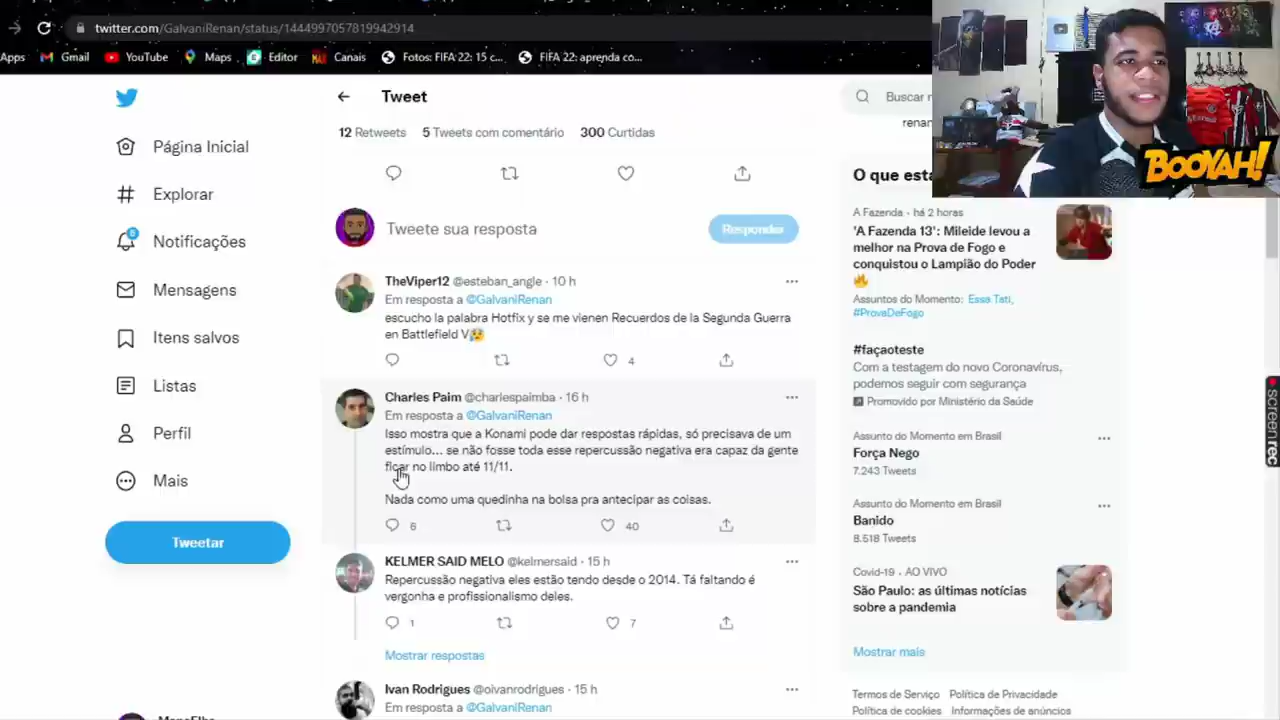 twitter.com/GalvaniRenan/status/1444997057819942914
Apps Gmail YouTube Maps Editor Canais Fotos: FIFA 22: 15 c... FIFA 22: aprenda co...
Tweet
12 Retweets 5 Tweets com comentário 300 Curtidas
Tweete sua resposta
Responder
TheViper12 @esteban_angle · 10 h
Em resposta a @GalvaniRenan
escucho la palabra Hotfix y se me vienen Recuerdos de la Segunda Guerra
en Battlefield V😰
4
Charles Paim @charlespaimba · 16 h
Em resposta a @GalvaniRenan
Isso mostra que a Konami pode dar respostas rápidas, só precisava de um
estímulo... se não fosse toda esse repercussão negativa era capaz da gente
ficar no limbo até 11/11.
Nada como uma quedinha na bolsa pra antecipar as coisas.
6 40
KELMER SAID MELO @kelmersaid · 15 h
Repercussão negativa eles estão tendo desde o 2014. Tá faltando é
vergonha e profissionalismo deles.
1 7
Mostrar respostas
Ivan Rodrigues @oivanrodrigues · 15 h
Em resposta a @GalvaniRenan
Página Inicial
Explorar
6
Notificações
Mensagens
Itens salvos
Listas
Perfil
Mais
Tweetar
Buscar
renan
O que esta
A Fazenda · há 2 horas
'A Fazenda 13': Mileide levou a
melhor na Prova de Fogo e
conquistou o Lampião do Poder
🔥
Assuntos do Momento: Essa Tati,
#ProvaDeFogo
#façaoteste
Com a testagem do novo Coronavírus,
podemos seguir com segurança
Promovido por Ministério da Saúde
Assunto do Momento em Brasil
Força Nego
7.243 Tweets
Assunto do Momento em Brasil
Banido
8.518 Tweets
Covid-19 · AO VIVO
São Paulo: as últimas notícias
sobre a pandemia
Mostrar mais
Termos de Serviço Política de Privacidade
Política de cookies Informações de anúncios
BOOYAH!
screenrec